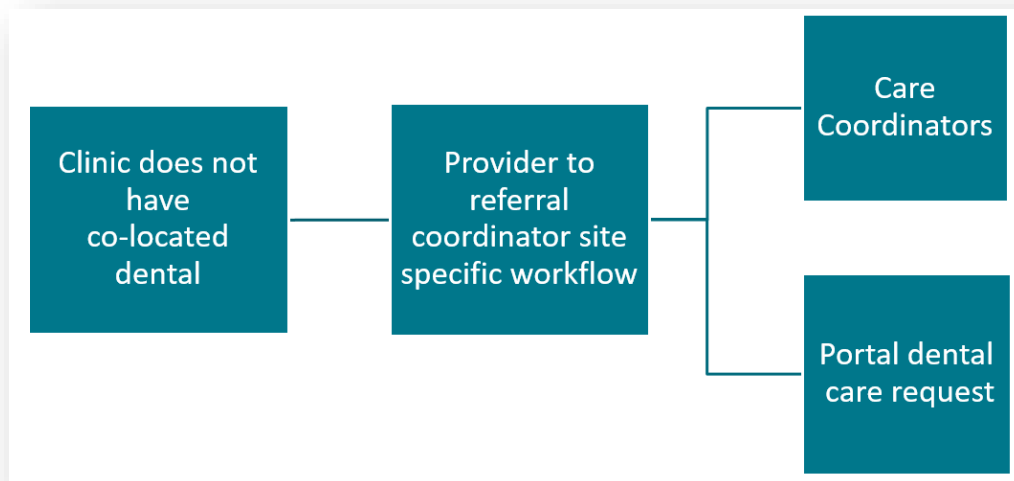 Clinic does not
have
co-located
dental
Provider to
referral
coordinator site
specific workflow
Care
Coordinators
Portal dental
care request